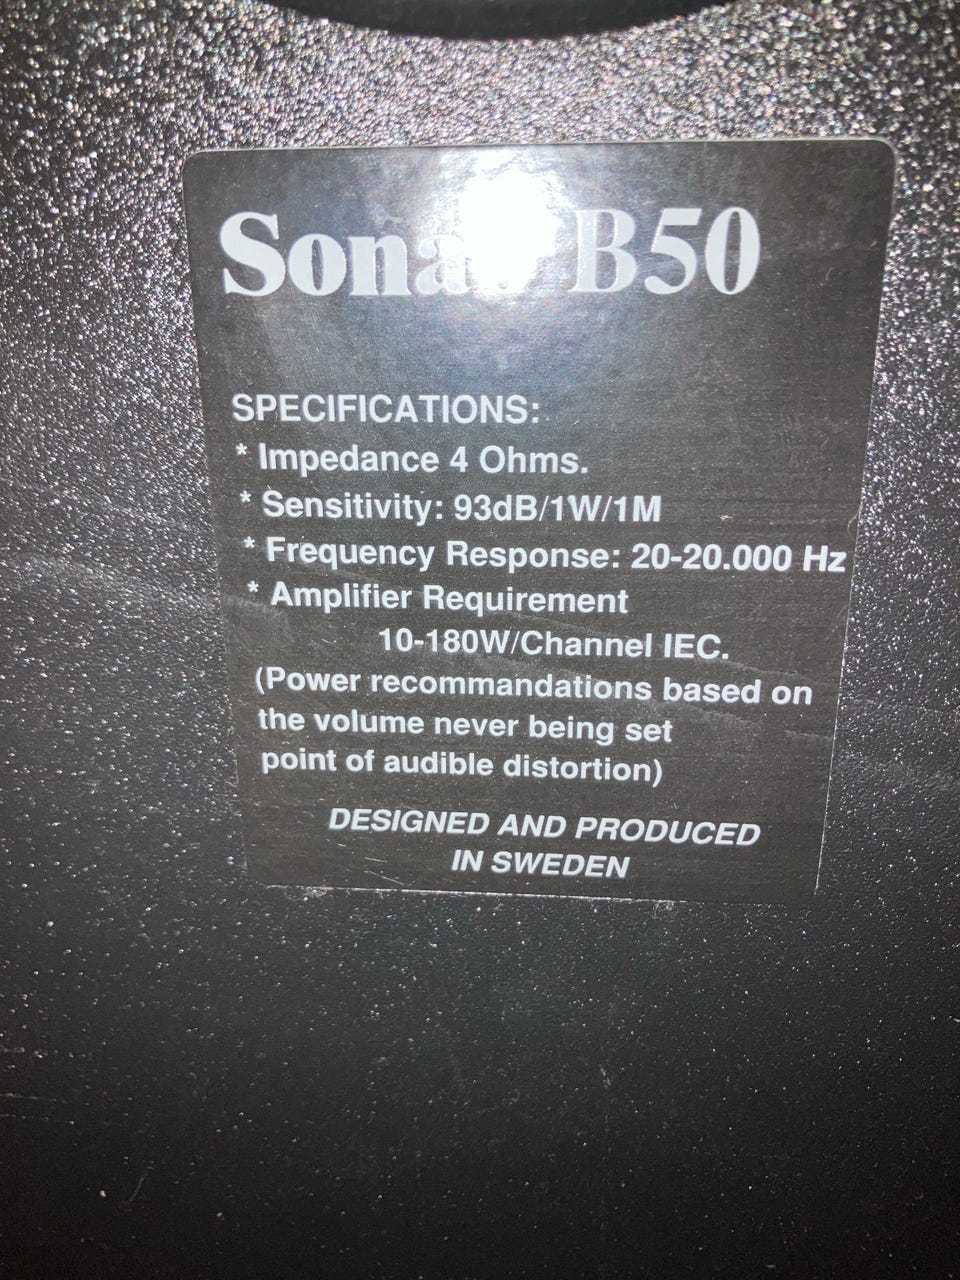 B50
SPECIFICATIONS:
* Impedance 4 Ohms.
* Sensitivity: 93dB/1W/1M
* Frequency Response: 20-20.000 Hz
* Amplifier Requirement
10-180W/Channel IEC.
(Power recommandations based on
the volume never being set
point of audible distortion)
DESIGNED AND PRODUCED
IN SWEDEN